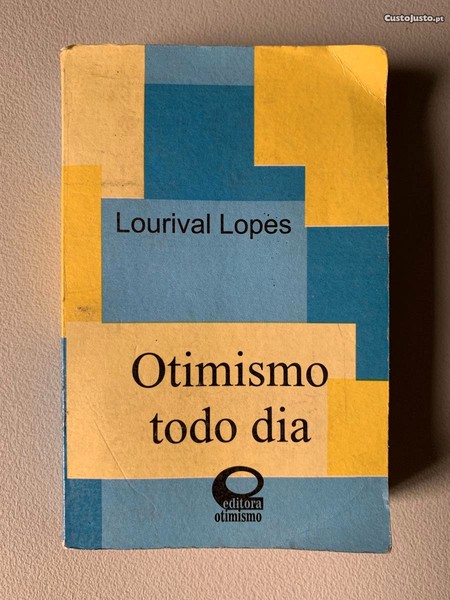 CustoJusto.pt
Lourival Lopes
Otimismo
todo dia
editora
otimismo